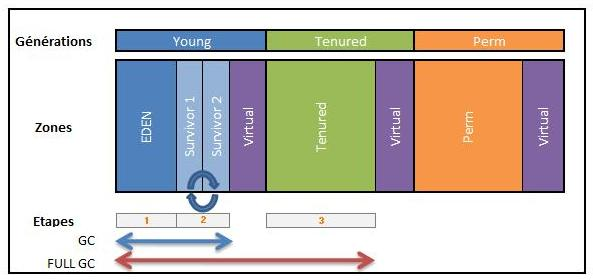 Générations Young Tenured Perm
Zones EDEN Survivor 1 Survivor 2 Virtual Tenured Virtual Perm Virtual
Etapes 1 2 3
GC
FULL GC